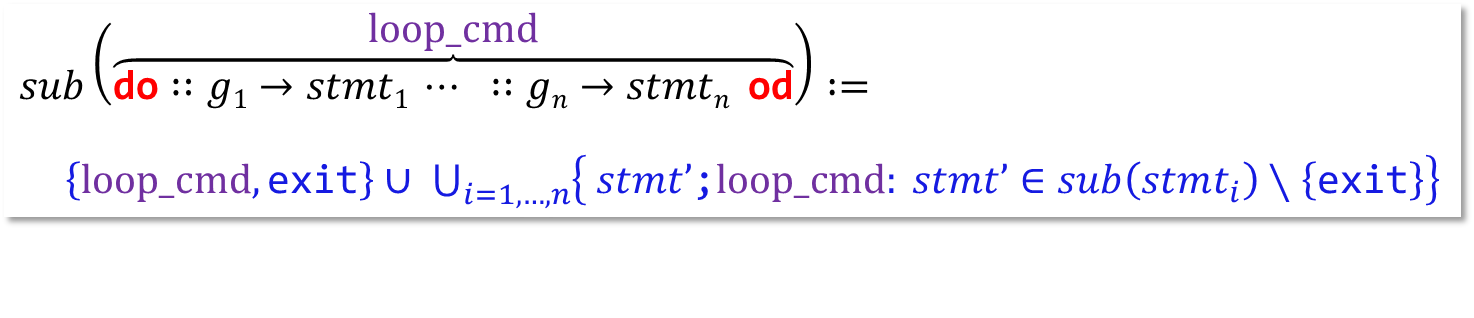 loop_cmd
sub (do :: g₁ → stmt₁ ⋯ :: gₙ → stmtₙ od) :=
{loop_cmd, exit} ∪ ⋃ᵢ₌₁,…,ₙ{ stmt’;loop_cmd: stmt’ ∈ sub(stmtᵢ) \ {exit}}